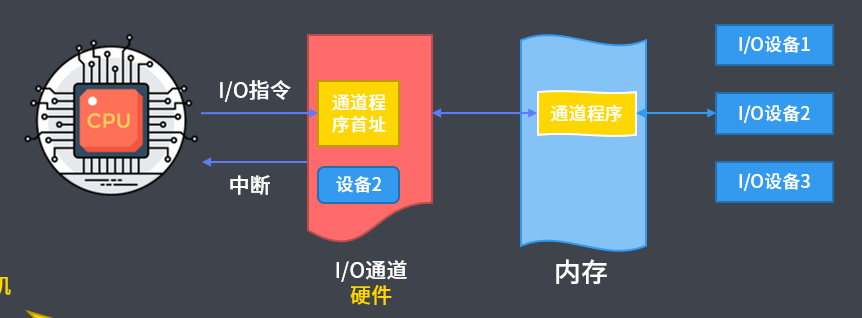 CPU
I/O指令
中断
通道程
序首址
设备2
I/O通道
硬件
通道程序
内存
I/O设备1
I/O设备2
I/O设备3